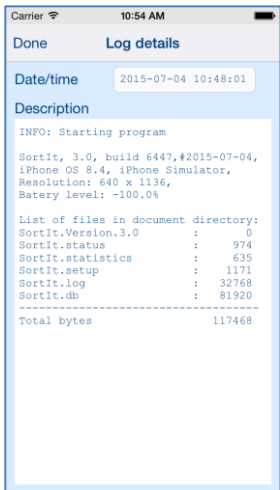 Carrier 10:54 AM
Done Log details
Date/time 2015-07-04 10:48:01
Description
INFO: Starting program
SortIt, 3.0, build 6447,#2015-07-04,
iPhone OS 8.4, iPhone Simulator,
Resolution: 640 x 1136,
Batery level: -100.0%
List of files in document directory:
SortIt.Version.3.0 : 0
SortIt.status : 974
SortIt.statistics : 635
SortIt.setup : 1171
SortIt.log : 32768
SortIt.db : 81920
------------------------------------
Total bytes 117468